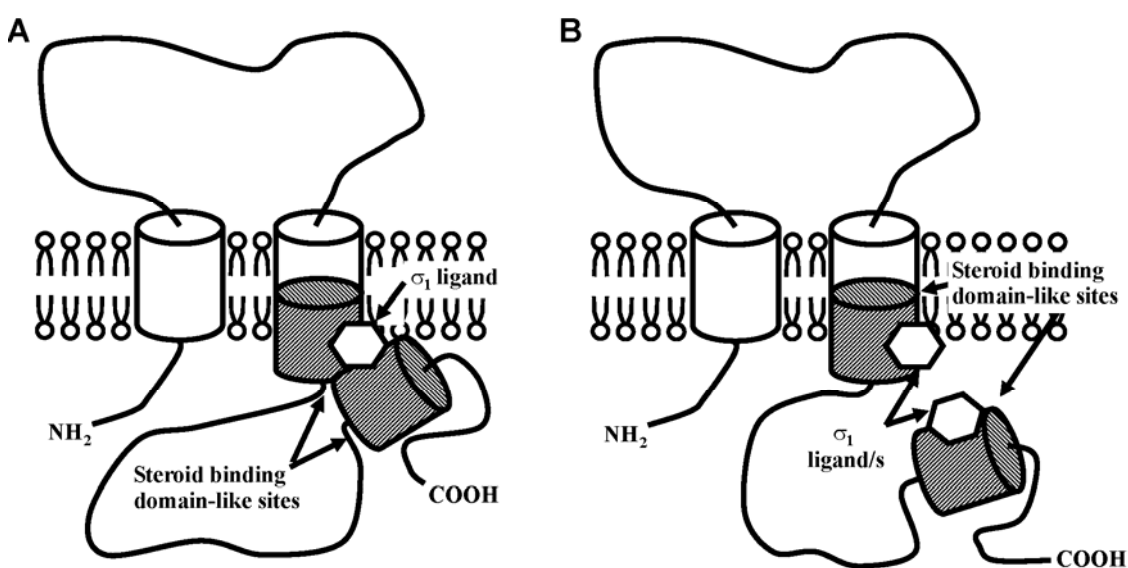 A
σ1 ligand
NH2
Steroid binding
domain-like sites
COOH
B
Steroid binding
domain-like sites
NH2
σ1
ligand/s
COOH